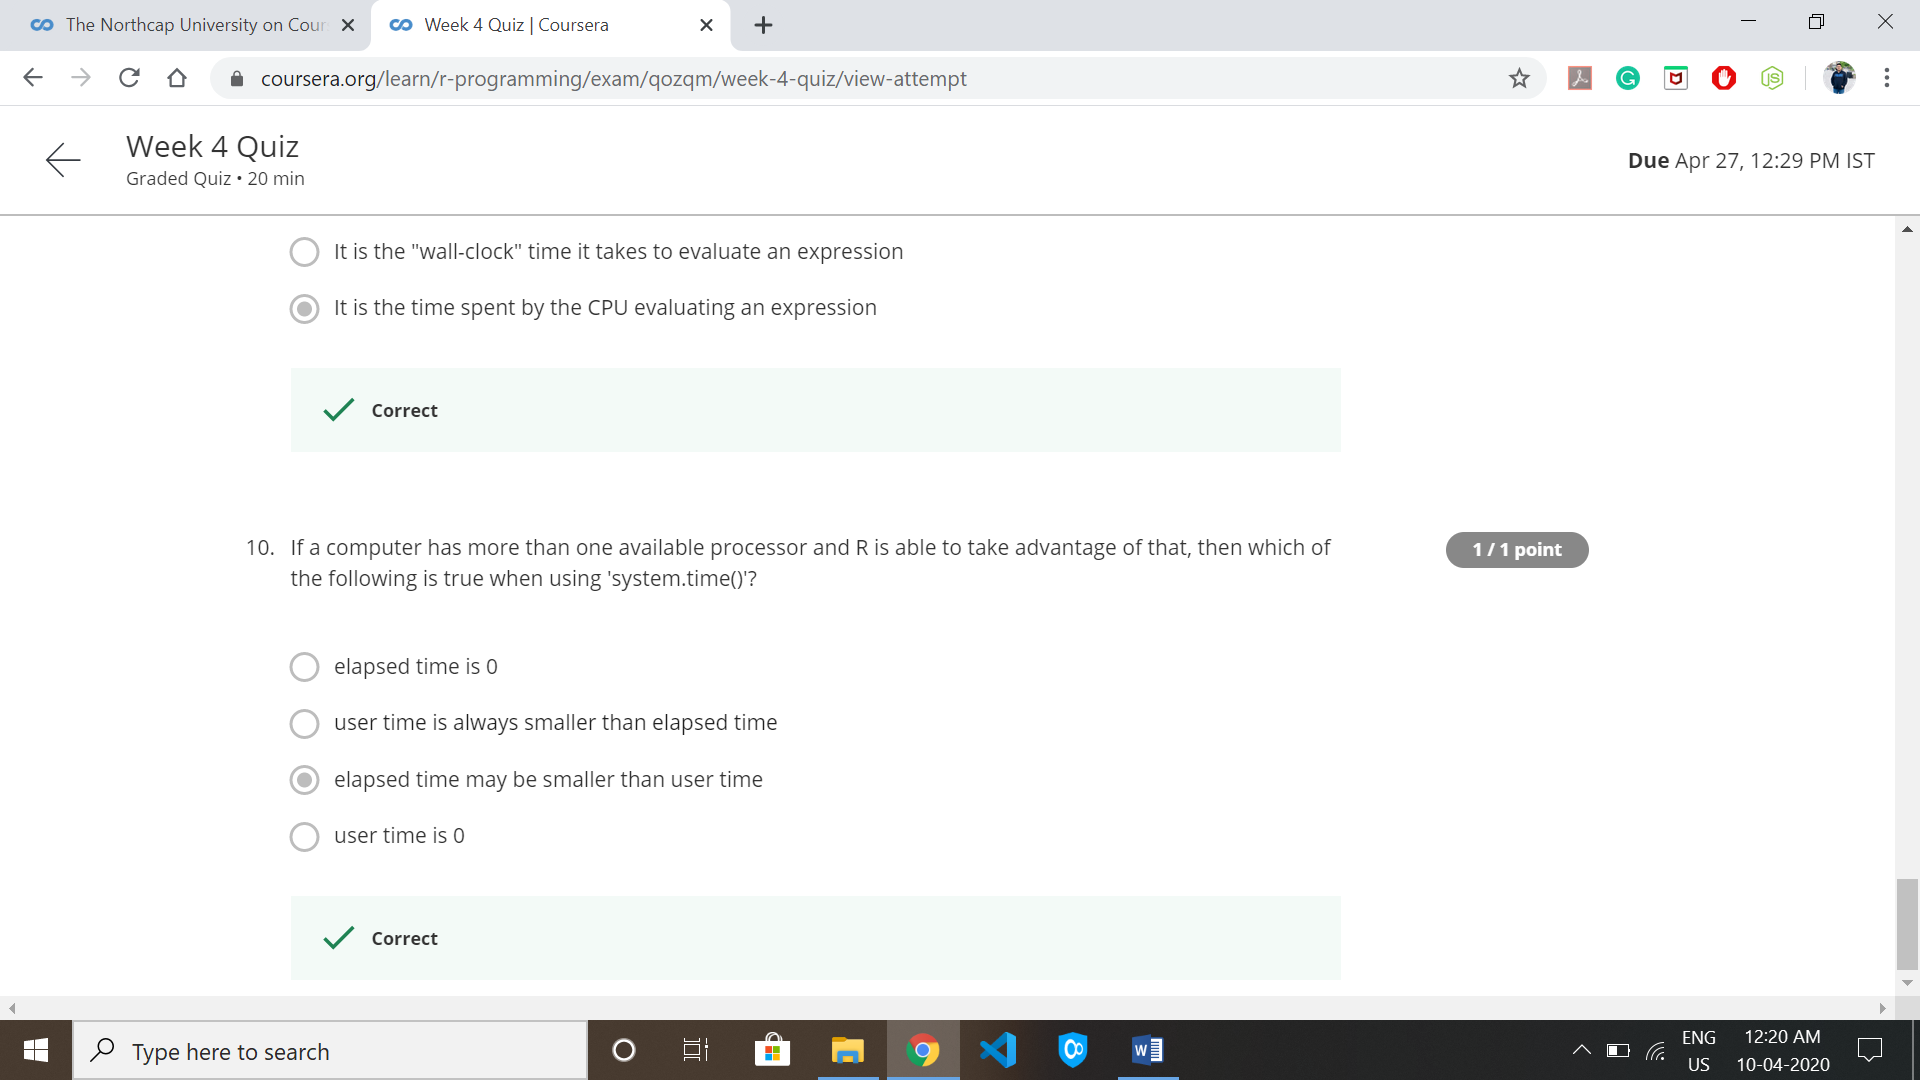 The Northcap University on Cour
Week 4 Quiz | Coursera
coursera.org/learn/r-programming/exam/qozqm/week-4-quiz/view-attempt
Week 4 Quiz
Graded Quiz • 20 min
Due Apr 27, 12:29 PM IST
It is the "wall-clock" time it takes to evaluate an expression
It is the time spent by the CPU evaluating an expression
Correct
10. If a computer has more than one available processor and R is able to take advantage of that, then which of
the following is true when using 'system.time()'?
1 / 1 point
elapsed time is 0
user time is always smaller than elapsed time
elapsed time may be smaller than user time
user time is 0
Correct
Type here to search
ENG
US
12:20 AM
10-04-2020